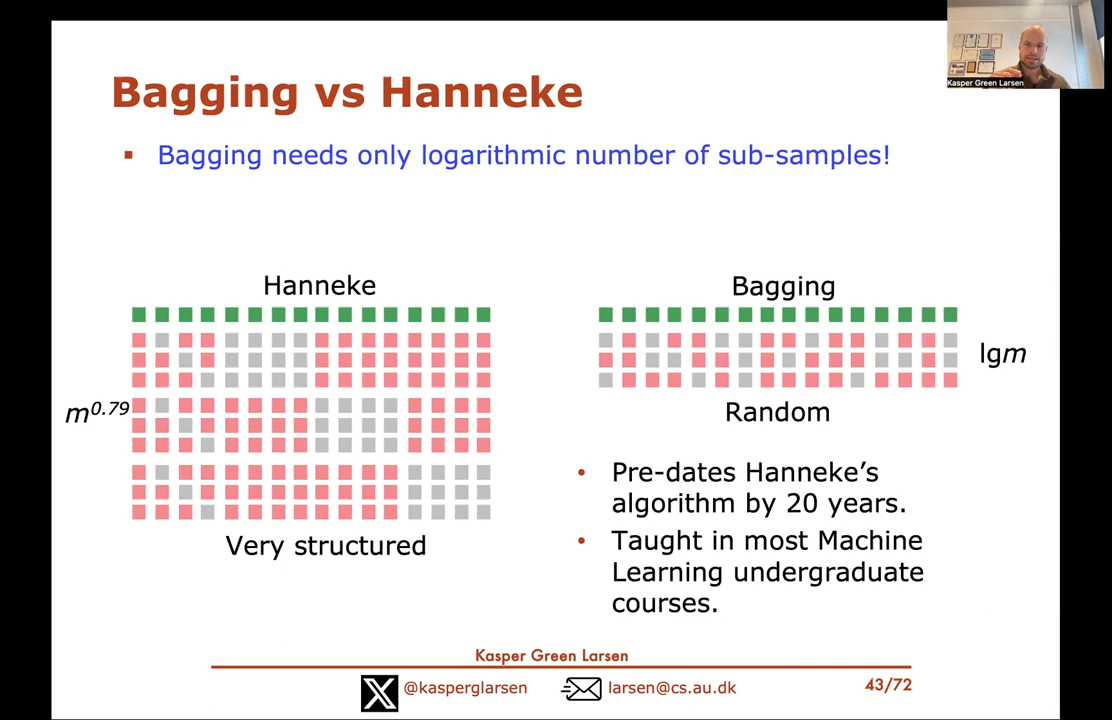 Kasper Green Larsen
Bagging vs Hanneke
▪ Bagging needs only logarithmic number of sub-samples!
Hanneke
m^0.79
Very structured
Bagging
lgm
Random
• Pre-dates Hanneke's
algorithm by 20 years.
• Taught in most Machine
Learning undergraduate
courses.
Kasper Green Larsen
@kasperglarsen
larsen@cs.au.dk
43/72